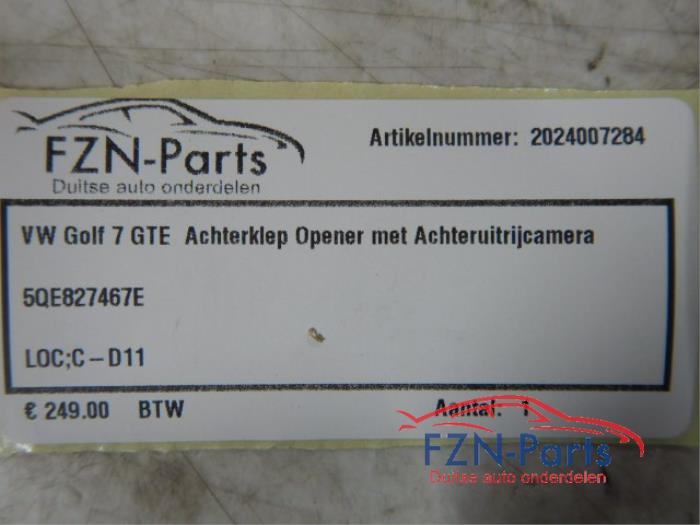 FZN-Parts
Duitse auto onderdelen
Artikelnummer: 2024007284
VW Golf 7 GTE Achterklep Opener met Achteruitrijcamera
5QE827467E
LOC;C-D11
€ 249.00 BTW
Aantal: 1
FZN-Parts
Duitse auto onderdelen